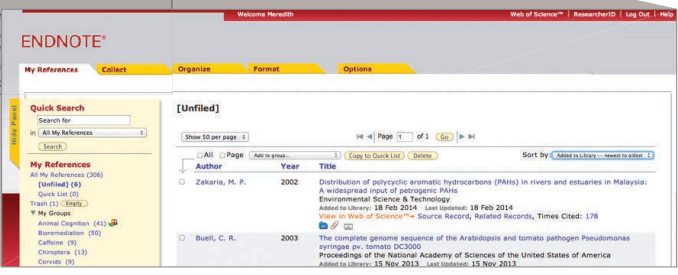 Welcome Meredith
Web of Science™ | ResearcherID | Log Out | Help
ENDNOTE®
My References Collect Organize Format Options
Hide Panel
Quick Search
Search for
in All My References
Search
My References
All My References (306)
[Unfiled] (6)
Quick List (0)
Trash (1) Empty
▼ My Groups
Animal Cognition (41)
Bioremediation (50)
Caffeine (9)
Chiroptera (13)
Corvids (9)
[Unfiled]
Show 50 per page
Page 1 of 1 Go
All Page Add to group... Copy to Quick List Delete Sort by: Added to Library -- newest to oldest
Author Year Title
Zakaria, M. P. 2002 Distribution of polycyclic aromatic hydrocarbons (PAHs) in rivers and estuaries in Malaysia:
A widespread input of petrogenic PAHs
Environmental Science & Technology
Added to Library: 18 Feb 2014 Last Updated: 18 Feb 2014
View in Web of Science™→ Source Record, Related Records, Times Cited: 178
Buell, C. R. 2003 The complete genome sequence of the Arabidopsis and tomato pathogen Pseudomonas
syringae pv. tomato DC3000
Proceedings of the National Academy of Sciences of the United States of America
Added to Library: 15 Nov 2013 Last Updated: 15 Nov 2013